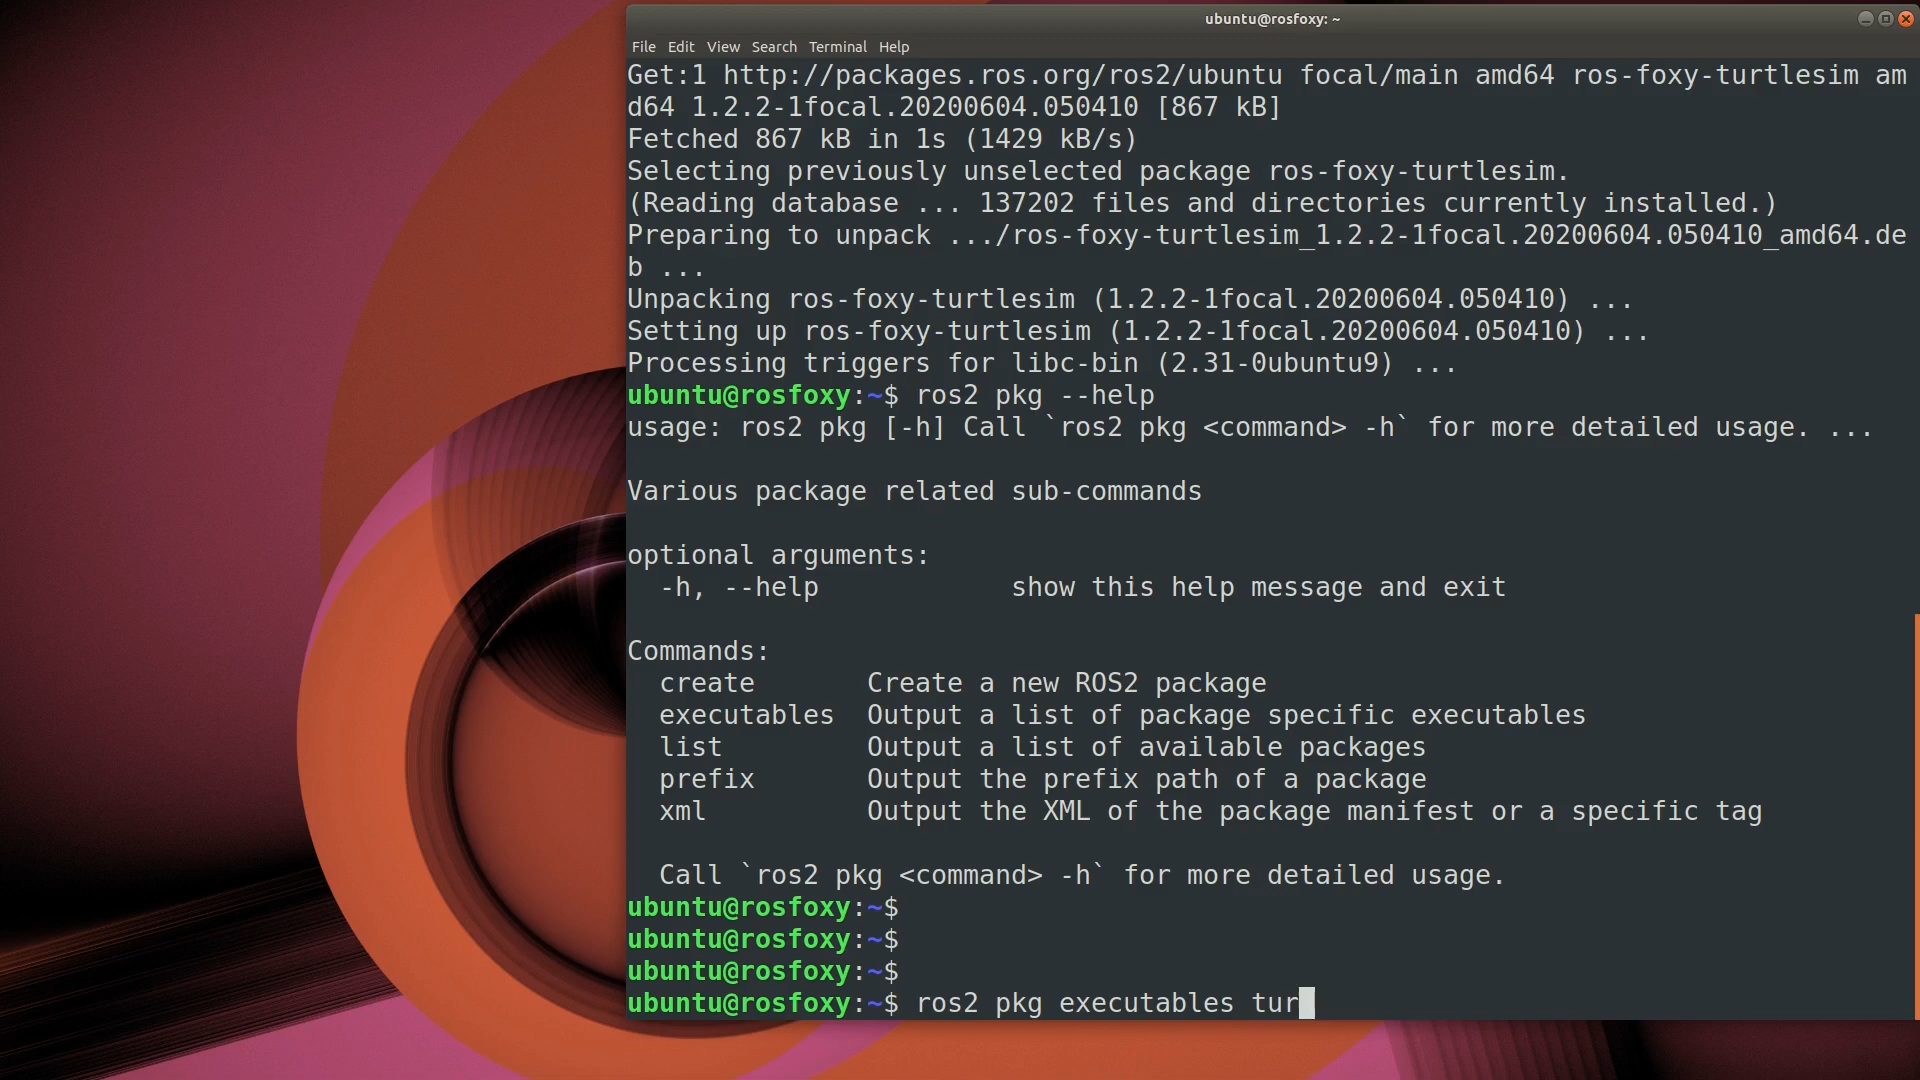 ubuntu@rosfoxy: ~
File Edit View Search Terminal Help
Get:1 http://packages.ros.org/ros2/ubuntu focal/main amd64 ros-foxy-turtlesim am
d64 1.2.2-1focal.20200604.050410 [867 kB]
Fetched 867 kB in 1s (1429 kB/s)
Selecting previously unselected package ros-foxy-turtlesim.
(Reading database ... 137202 files and directories currently installed.)
Preparing to unpack .../ros-foxy-turtlesim_1.2.2-1focal.20200604.050410_amd64.de
b ...
Unpacking ros-foxy-turtlesim (1.2.2-1focal.20200604.050410) ...
Setting up ros-foxy-turtlesim (1.2.2-1focal.20200604.050410) ...
Processing triggers for libc-bin (2.31-0ubuntu9) ...
ubuntu@rosfoxy:~$ ros2 pkg --help
usage: ros2 pkg [-h] Call `ros2 pkg <command> -h` for more detailed usage. ...
Various package related sub-commands
optional arguments:
  -h, --help            show this help message and exit
Commands:
  create       Create a new ROS2 package
  executables  Output a list of package specific executables
  list         Output a list of available packages
  prefix       Output the prefix path of a package
  xml          Output the XML of the package manifest or a specific tag
  Call `ros2 pkg <command> -h` for more detailed usage.
ubuntu@rosfoxy:~$
ubuntu@rosfoxy:~$
ubuntu@rosfoxy:~$
ubuntu@rosfoxy:~$ ros2 pkg executables tur